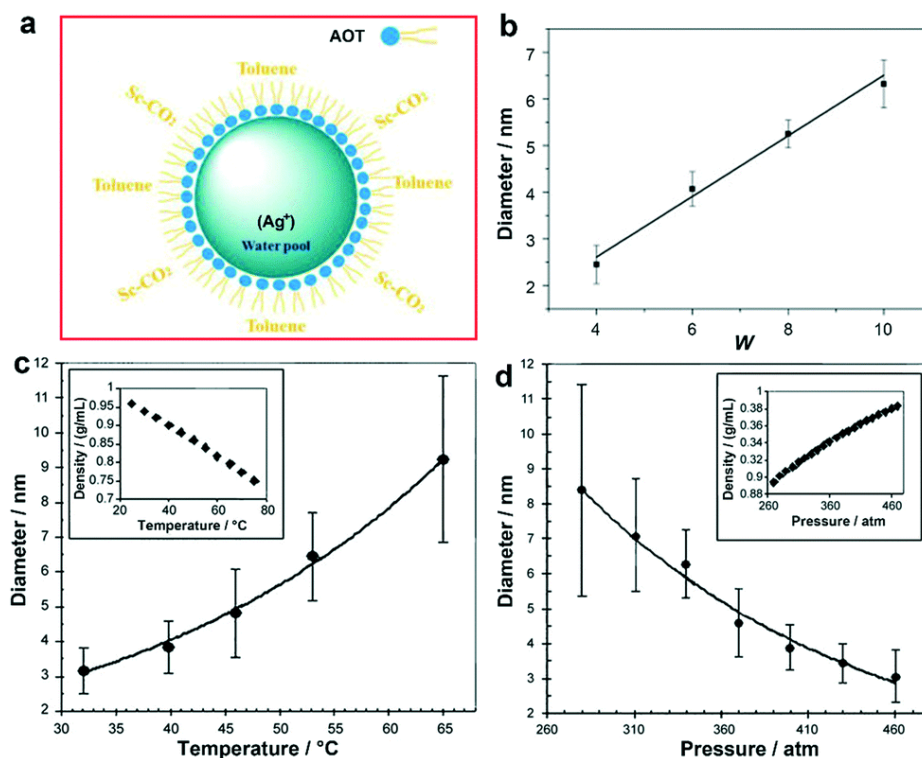 a
AOT
Toluene
Sc-CO₂
Sc-CO₂
Toluene
Toluene
(Ag⁺)
Water pool
Sc-CO₂
Sc-CO₂
Toluene
b
Diameter / nm
7
6
5
4
3
2
4 6 8 10
W
c
Diameter / nm
12
11
10
9
8
7
6
5
4
3
2
30 35 40 45 50 55 60 65
Temperature / °C
Density / (g/mL)
1
0.95
0.9
0.85
0.8
0.75
0.7
20 40 60 80
Temperature / °C
d
Diameter / nm
12
11
10
9
8
7
6
5
4
3
2
260 310 360 410 460
Pressure / atm
Density / (g/mL)
1
0.38
0.36
0.32
0.9
0.88
260 360 460
Pressure / atm